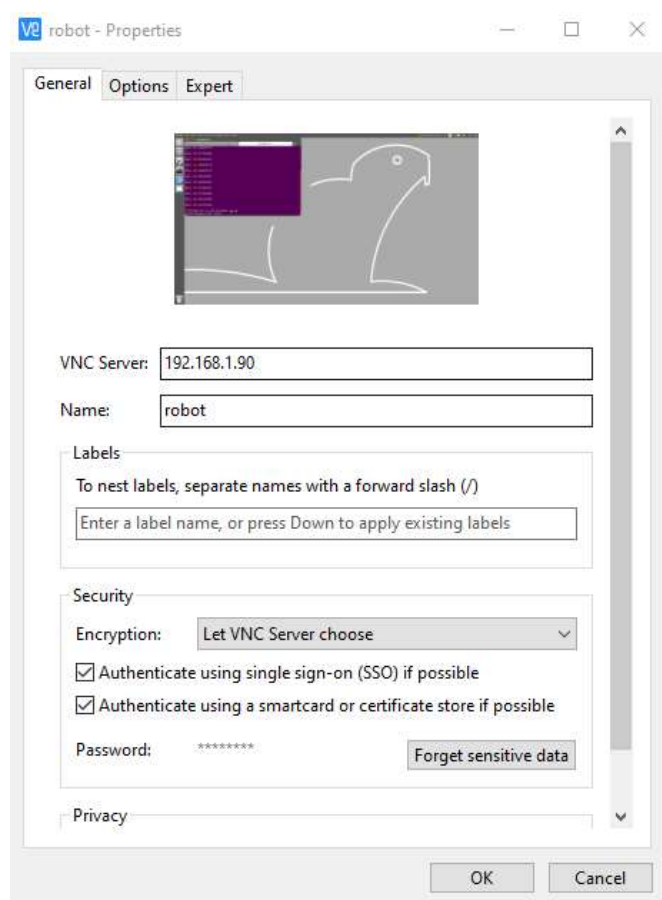 V2 robot - Properties
General Options Expert
VNC Server: 192.168.1.90
Name: robot
Labels
To nest labels, separate names with a forward slash (/)
Enter a label name, or press Down to apply existing labels
Security
Encryption: Let VNC Server choose
Authenticate using single sign-on (SSO) if possible
Authenticate using a smartcard or certificate store if possible
Password: ********
Forget sensitive data
Privacy
OK Cancel